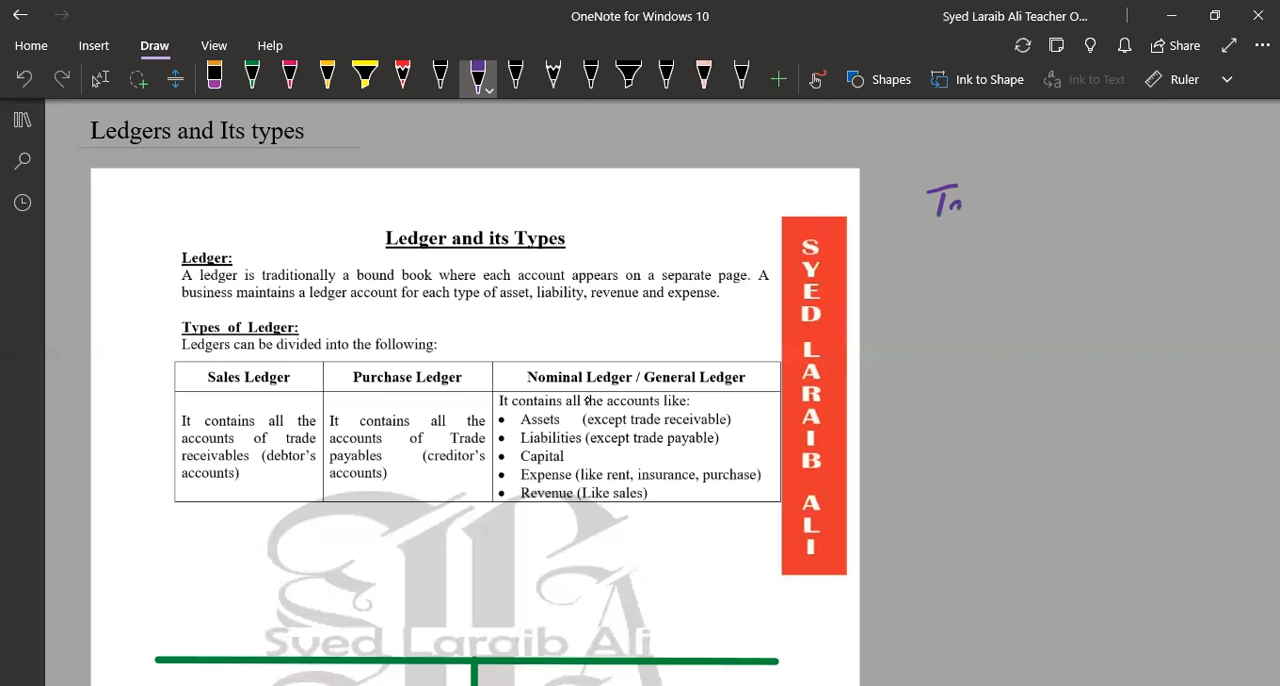 OneNote for Windows 10
Syed Laraib Ali Teacher O...
Home Insert Draw View Help
Share
Shapes Ink to Shape Ink to Text Ruler
Ledgers and Its types
Ledger and its Types
Ledger:
A ledger is traditionally a bound book where each account appears on a separate page. A
business maintains a ledger account for each type of asset, liability, revenue and expense.
Types of Ledger:
Ledgers can be divided into the following:
Sales Ledger
Purchase Ledger
Nominal Ledger / General Ledger
It contains all the
accounts of trade
receivables (debtor's
accounts)
It contains all the
accounts of Trade
payables (creditor's
accounts)
It contains all the accounts like:
• Assets (except trade receivable)
• Liabilities (except trade payable)
• Capital
• Expense (like rent, insurance, purchase)
• Revenue (Like sales)
SYED LARAIB ALI
Syed Laraib Ali